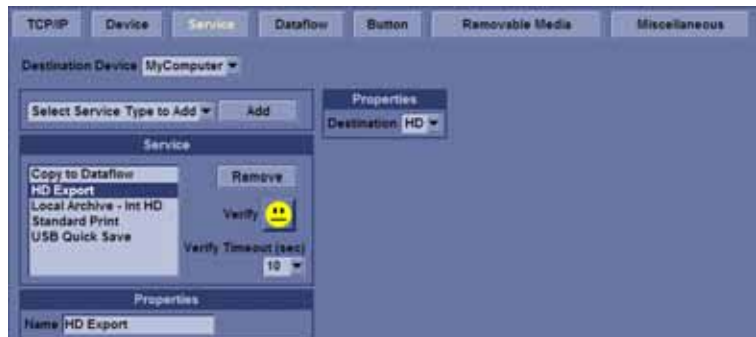 TCP/IP Device Service Dataflow Button Removable Media Miscellaneous
Destination Device MyComputer
Select Service Type to Add Add
Service
Copy to Dataflow
HD Export
Local Archive - Int HD
Standard Print
USB Quick Save
Remove
Verify
Verify Timeout (sec)
10
Properties
Name HD Export
Properties
Destination HD